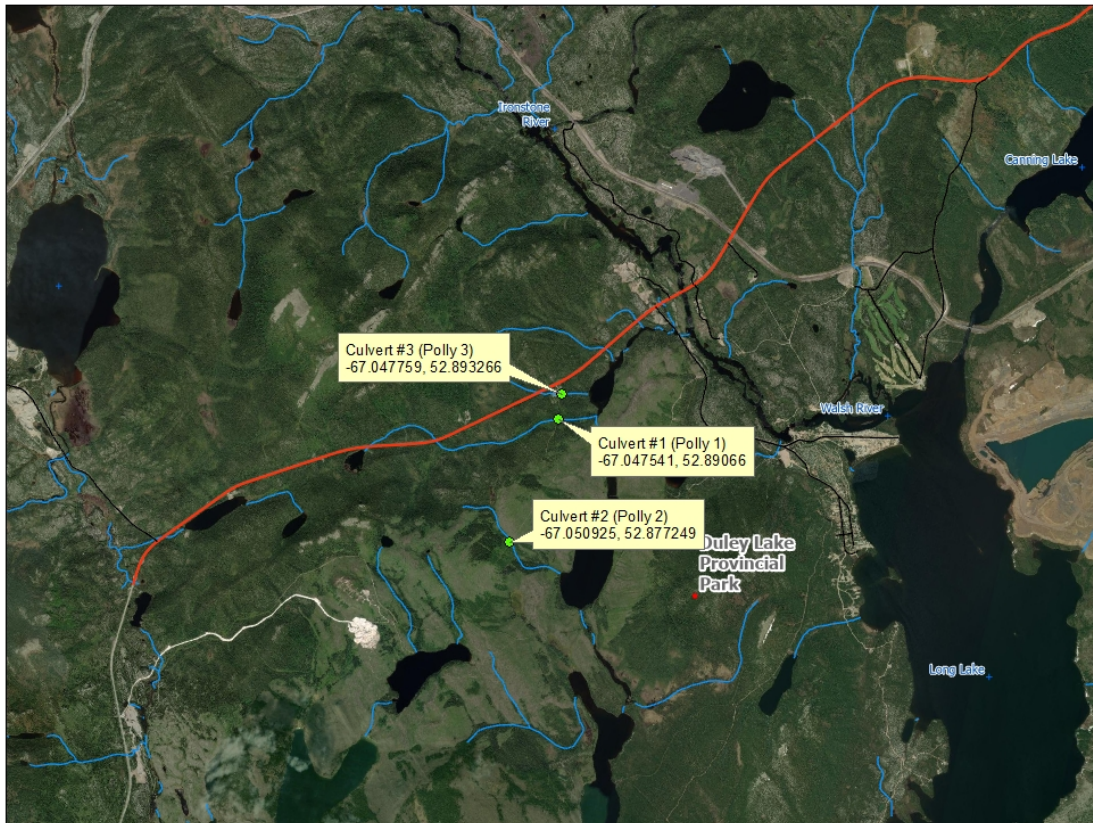 Ironstone
River
Canning Lake
Culvert #3 (Polly 3)
-67.047759, 52.893266
Walsh River
Culvert #1 (Polly 1)
-67.047541, 52.89066
Culvert #2 (Polly 2)
-67.050925, 52.877249
Duley Lake
Provincial
Park
Long Lake